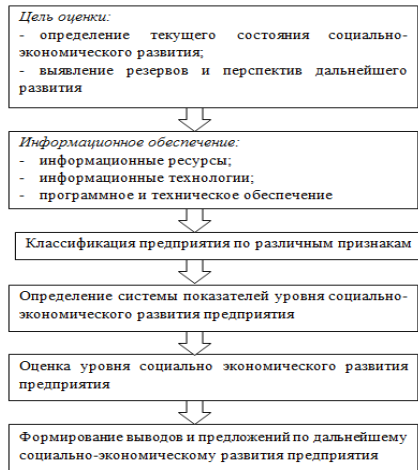 Цель оценки:
- определение текущего состояния социально-
экономического развития;
- выявление резервов и перспектив дальнейшего
развития
Информационное обеспечение:
- информационные ресурсы;
- информационные технологии;
- программное и техническое обеспечение
Классификация предприятия по различным признакам
Определение системы показателей уровня социально-
экономического развития предприятия
Оценка уровня социально экономического развития
предприятия
Формирование выводов и предложений по дальнейшему
социально-экономическому развития предприятия